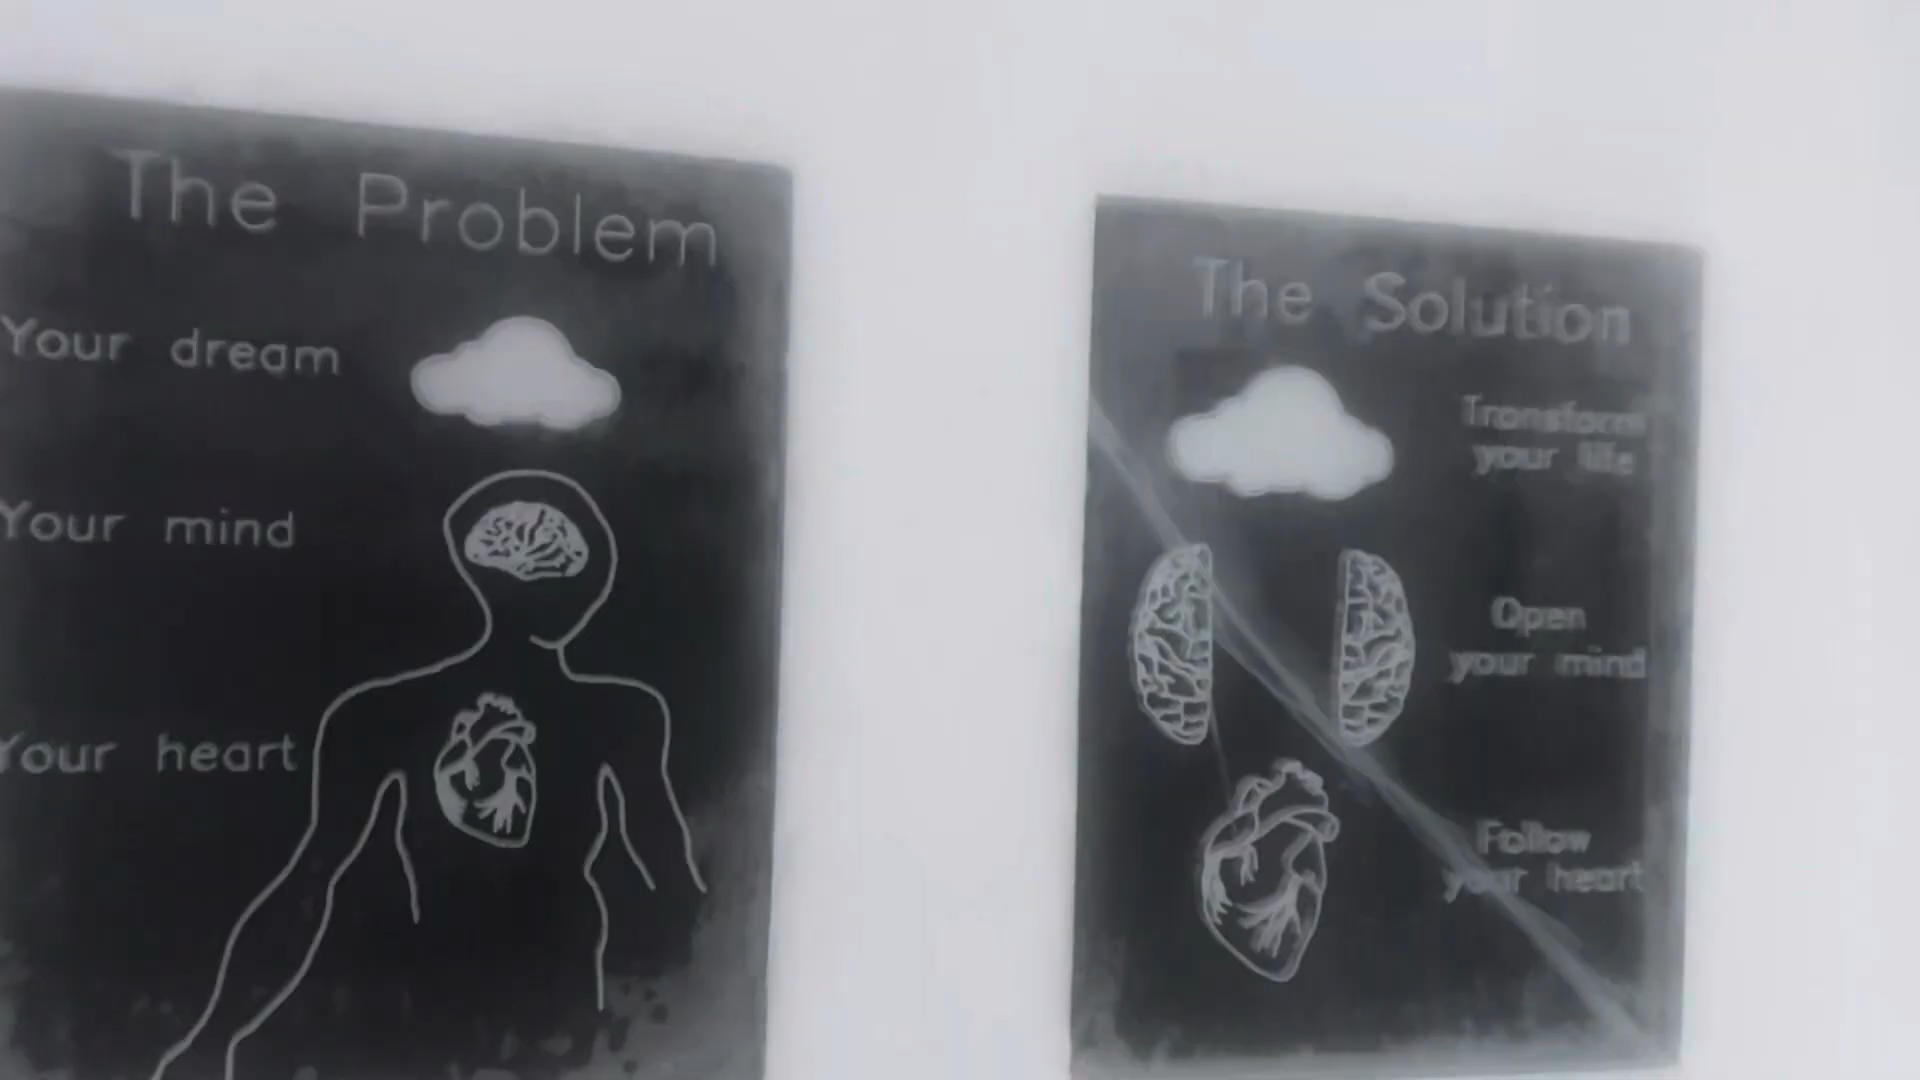 The Problem
Your dream
Your mind
Your heart
The Solution
Transform
your life
Open
your mind
Follow
your heart